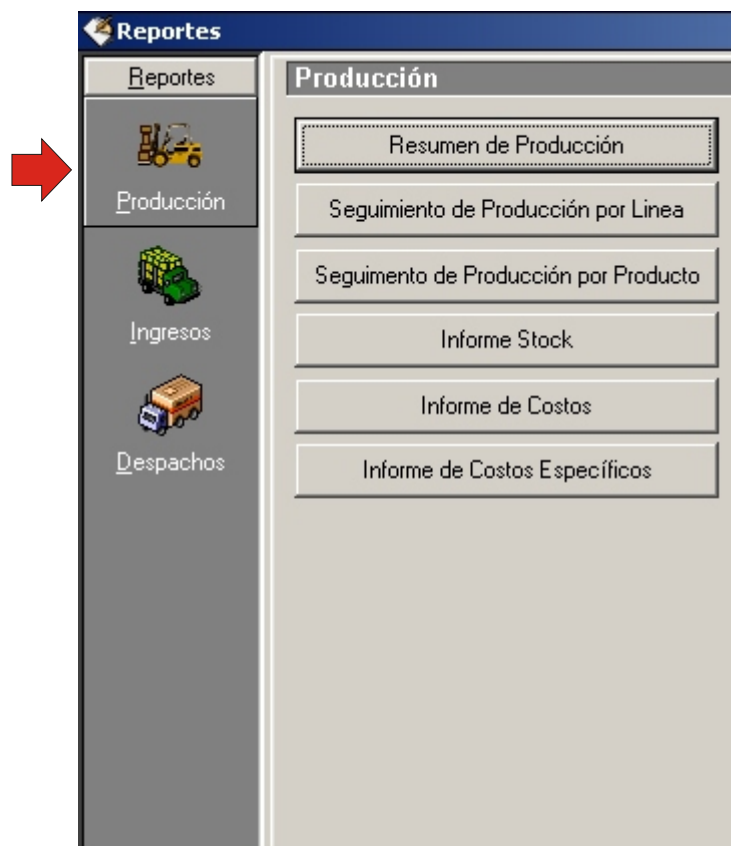 Reportes
Reportes
Producción
Ingresos
Despachos
Producción
Resumen de Producción
Seguimiento de Producción por Linea
Seguimento de Producción por Producto
Informe Stock
Informe de Costos
Informe de Costos Específicos